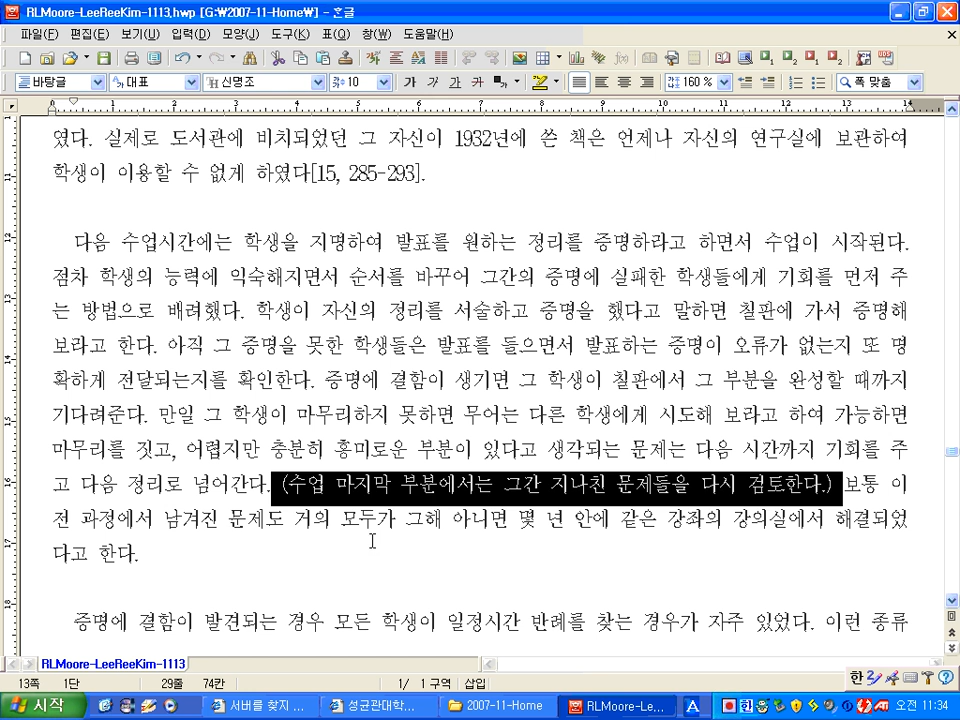 RLMoore-LeeReeKim-1113.hwp [G:\2007-11-Home\] - 흔글
파일(F) 편집(E) 보기(U) 입력(D) 모양(J) 도구(K) 표(Q) 창(W) 도움말(H)
바탕글 대표 신명조 10 가 가 가 가 160 % 폭 맞춤
0 1 2 3 4 5 6 7 8 9 10 11 12 13 14
였다. 실제로 도서관에 비치되었던 그 자신이 1932년에 쓴 책은 언제나 자신의 연구실에 보관하여
학생이 이용할 수 없게 하였다[15, 285-293].
다음 수업시간에는 학생을 지명하여 발표를 원하는 정리를 증명하라고 하면서 수업이 시작된다.
점차 학생의 능력에 익숙해지면서 순서를 바꾸어 그간의 증명에 실패한 학생들에게 기회를 먼저 주
는 방법으로 배려했다. 학생이 자신의 정리를 서술하고 증명을 했다고 말하면 칠판에 가서 증명해
보라고 한다. 아직 그 증명을 못한 학생들은 발표를 들으면서 발표하는 증명이 오류가 없는지 또 명
확하게 전달되는지를 확인한다. 증명에 결함이 생기면 그 학생이 칠판에서 그 부분을 완성할 때까지
기다려준다. 만일 그 학생이 마무리하지 못하면 무어는 다른 학생에게 시도해 보라고 하여 가능하면
마무리를 짓고, 어렵지만 충분히 흥미로운 부분이 있다고 생각되는 문제는 다음 시간까지 기회를 주
고 다음 정리로 넘어간다. (수업 마지막 부분에서는 그간 지나친 문제들을 다시 검토한다.) 보통 이
전 과정에서 남겨진 문제도 거의 모두가 그해 아니면 몇 년 안에 같은 강좌의 강의실에서 해결되었
다고 한다.
증명에 결함이 발견되는 경우 모든 학생이 일정시간 반례를 찾는 경우가 자주 있었다. 이런 종류
RLMoore-LeeReeKim-1113
13쪽 1단 29줄 74칸 1/ 1 구역 삽입
한
시작 서버를 찾지 ... 성균관대학... 2007-11-Home RLMoore-Le... A 오전 11:34